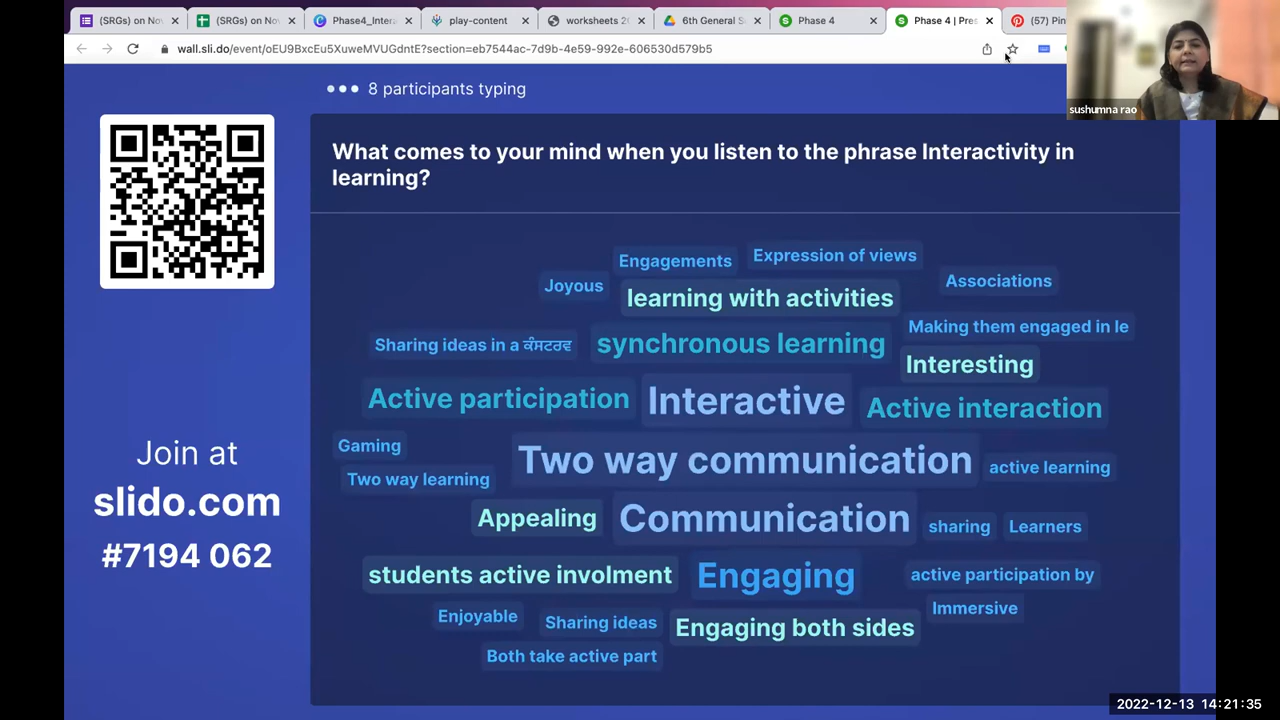 (SRGs) on Nov
(SRGs) on Nov
Phase4_Inter
play-content
worksheets 2
6th General S
Phase 4
Phase 4 | Pres
(57) Pin
wall.sli.do/event/oEU9BxcEu5XuweMVUGdntE?section=eb7544ac-7d9b-4e59-992e-606530d579b5
sushumna rao
8 participants typing
What comes to your mind when you listen to the phrase Interactivity in
learning?
Engagements
Expression of views
Joyous
learning with activities
Associations
Sharing ideas in a ਕੰਸਟਰਵ
synchronous learning
Making them engaged in le
Interesting
Active participation
Interactive
Active interaction
Gaming
Two way communication
active learning
Two way learning
Appealing
Communication
sharing
Learners
students active involment
Engaging
active participation by
Immersive
Enjoyable
Sharing ideas
Engaging both sides
Both take active part
Join at
slido.com
#7194 062
2022-12-13 14:21:35